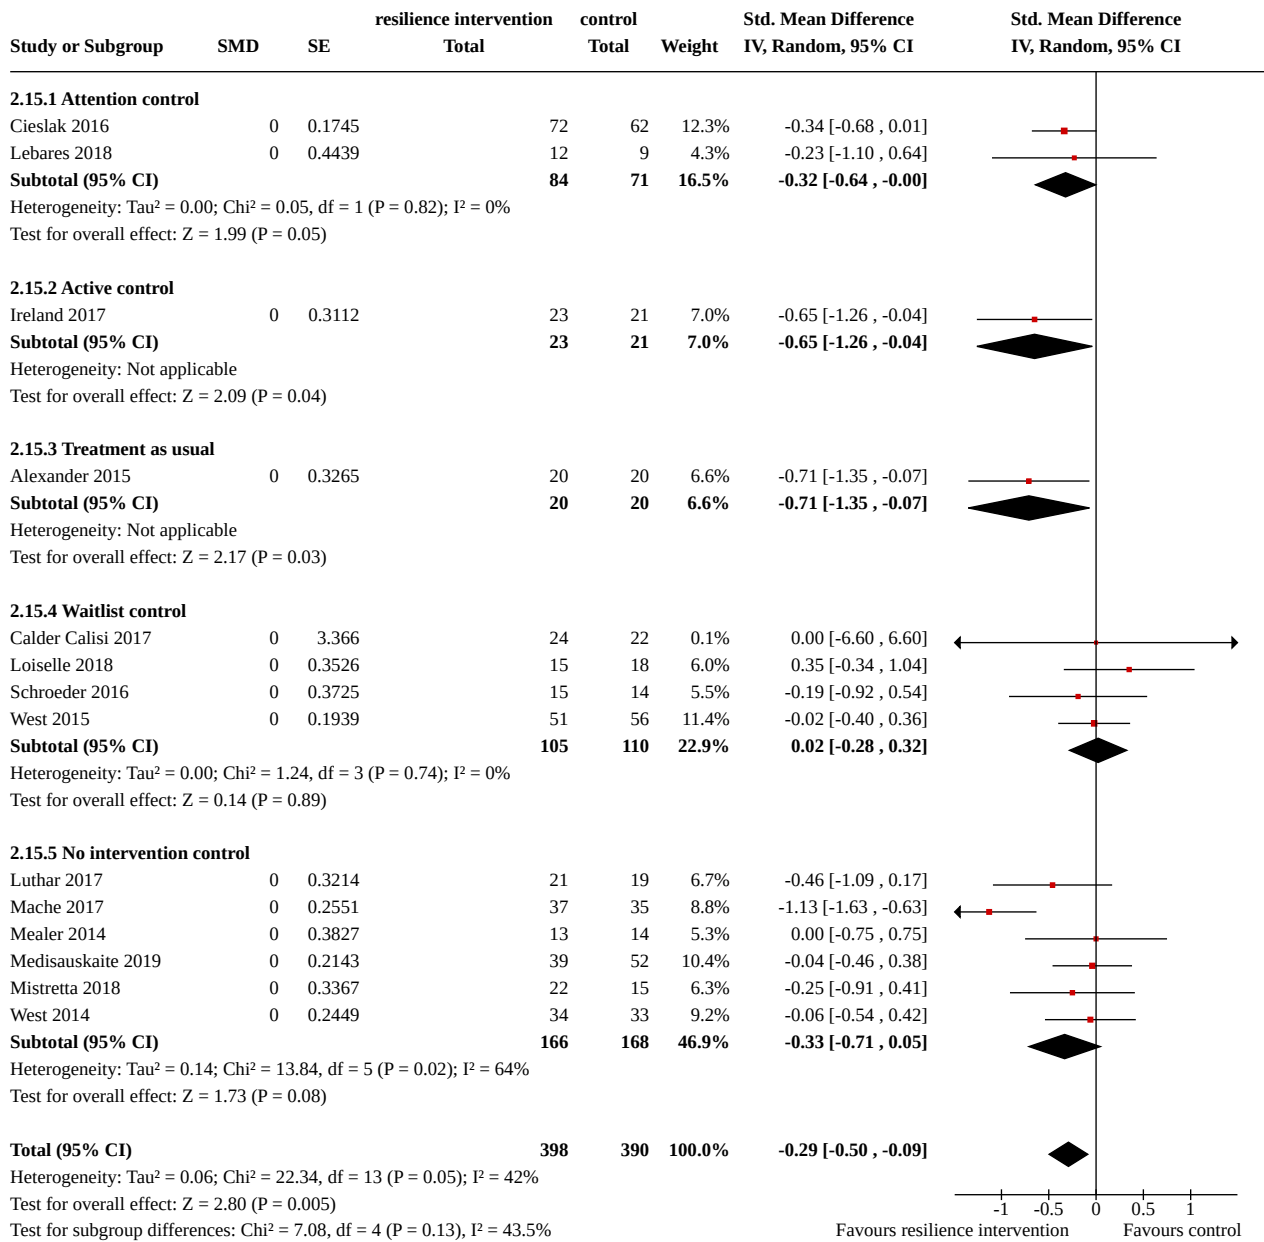 resilience intervention control Std. Mean Difference Std. Mean Difference
Study or Subgroup SMD SE Total Total Weight IV, Random, 95% CI IV, Random, 95% CI
2.15.1 Attention control
Cieslak 2016 0 0.1745 72 62 12.3% -0.34 [-0.68 , 0.01]
Lebares 2018 0 0.4439 12 9 4.3% -0.23 [-1.10 , 0.64]
Subtotal (95% CI) 84 71 16.5% -0.32 [-0.64 , -0.00]
Heterogeneity: Tau² = 0.00; Chi² = 0.05, df = 1 (P = 0.82); I² = 0%
Test for overall effect: Z = 1.99 (P = 0.05)
2.15.2 Active control
Ireland 2017 0 0.3112 23 21 7.0% -0.65 [-1.26 , -0.04]
Subtotal (95% CI) 23 21 7.0% -0.65 [-1.26 , -0.04]
Heterogeneity: Not applicable
Test for overall effect: Z = 2.09 (P = 0.04)
2.15.3 Treatment as usual
Alexander 2015 0 0.3265 20 20 6.6% -0.71 [-1.35 , -0.07]
Subtotal (95% CI) 20 20 6.6% -0.71 [-1.35 , -0.07]
Heterogeneity: Not applicable
Test for overall effect: Z = 2.17 (P = 0.03)
2.15.4 Waitlist control
Calder Calisi 2017 0 3.366 24 22 0.1% 0.00 [-6.60 , 6.60]
Loiselle 2018 0 0.3526 15 18 6.0% 0.35 [-0.34 , 1.04]
Schroeder 2016 0 0.3725 15 14 5.5% -0.19 [-0.92 , 0.54]
West 2015 0 0.1939 51 56 11.4% -0.02 [-0.40 , 0.36]
Subtotal (95% CI) 105 110 22.9% 0.02 [-0.28 , 0.32]
Heterogeneity: Tau² = 0.00; Chi² = 1.24, df = 3 (P = 0.74); I² = 0%
Test for overall effect: Z = 0.14 (P = 0.89)
2.15.5 No intervention control
Luthar 2017 0 0.3214 21 19 6.7% -0.46 [-1.09 , 0.17]
Mache 2017 0 0.2551 37 35 8.8% -1.13 [-1.63 , -0.63]
Mealer 2014 0 0.3827 13 14 5.3% 0.00 [-0.75 , 0.75]
Medisauskaite 2019 0 0.2143 39 52 10.4% -0.04 [-0.46 , 0.38]
Mistretta 2018 0 0.3367 22 15 6.3% -0.25 [-0.91 , 0.41]
West 2014 0 0.2449 34 33 9.2% -0.06 [-0.54 , 0.42]
Subtotal (95% CI) 166 168 46.9% -0.33 [-0.71 , 0.05]
Heterogeneity: Tau² = 0.14; Chi² = 13.84, df = 5 (P = 0.02); I² = 64%
Test for overall effect: Z = 1.73 (P = 0.08)
Total (95% CI) 398 390 100.0% -0.29 [-0.50 , -0.09]
Heterogeneity: Tau² = 0.06; Chi² = 22.34, df = 13 (P = 0.05); I² = 42%
Test for overall effect: Z = 2.80 (P = 0.005) -1 -0.5 0 0.5 1
Test for subgroup differences: Chi² = 7.08, df = 4 (P = 0.13), I² = 43.5% Favours resilience intervention Favours control